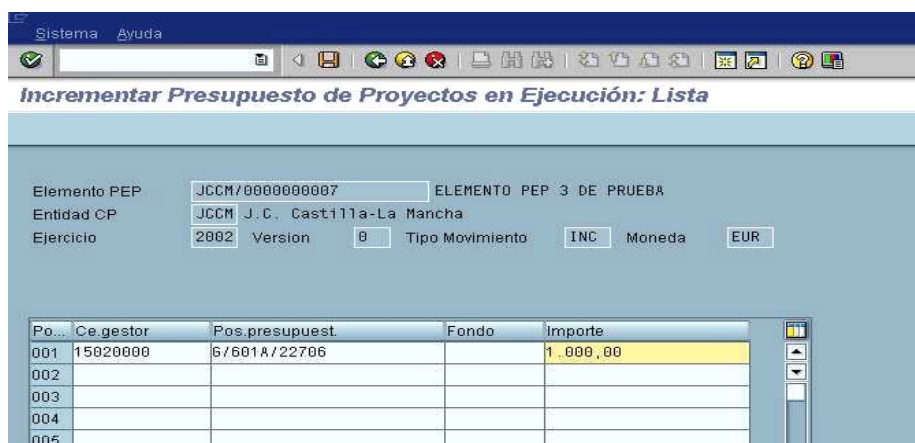 Sistema Ayuda
Incrementar Presupuesto de Proyectos en Ejecución: Lista
Elemento PEP JCCM/0000000007 ELEMENTO PEP 3 DE PRUEBA
Entidad CP JCCM J.C. Castilla-La Mancha
Ejercicio 2002 Version 0 Tipo Movimiento INC Moneda EUR
Po... Ce.gestor Pos.presupuest. Fondo Importe
001 15020000 G/601A/22706 1.000,00
002
003
004
005